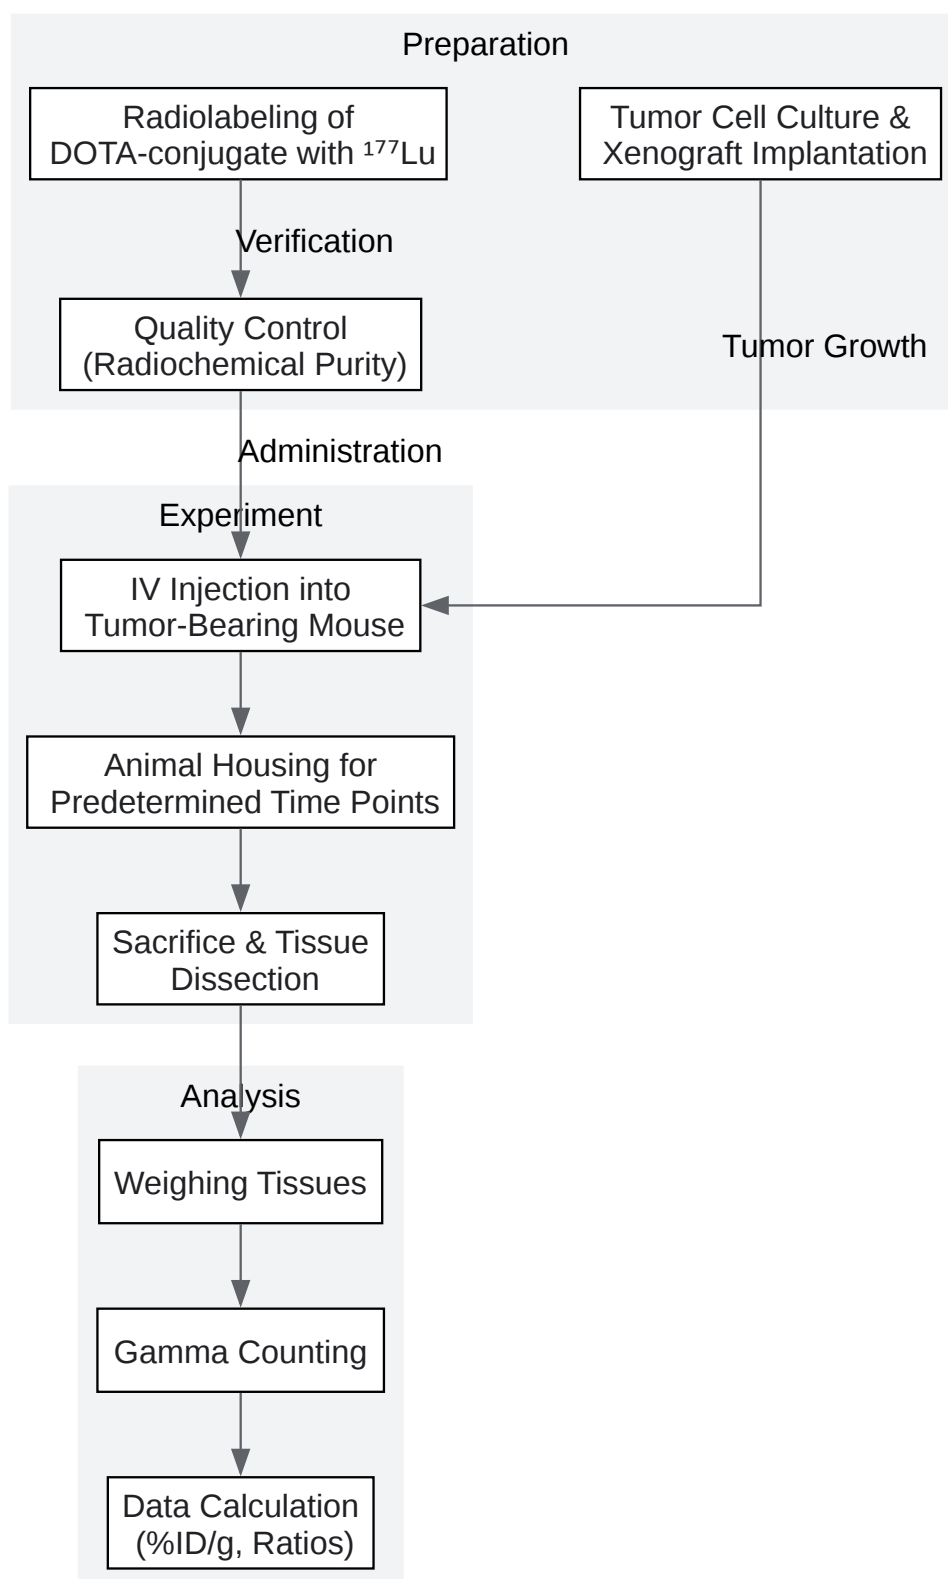 Preparation
Radiolabeling of
DOTA-conjugate with ¹⁷⁷Lu
Tumor Cell Culture &
Xenograft Implantation
Verification
Quality Control
(Radiochemical Purity)
Tumor Growth
Administration
Experiment
IV Injection into
Tumor-Bearing Mouse
Animal Housing for
Predetermined Time Points
Sacrifice & Tissue
Dissection
Analysis
Weighing Tissues
Gamma Counting
Data Calculation
(%ID/g, Ratios)